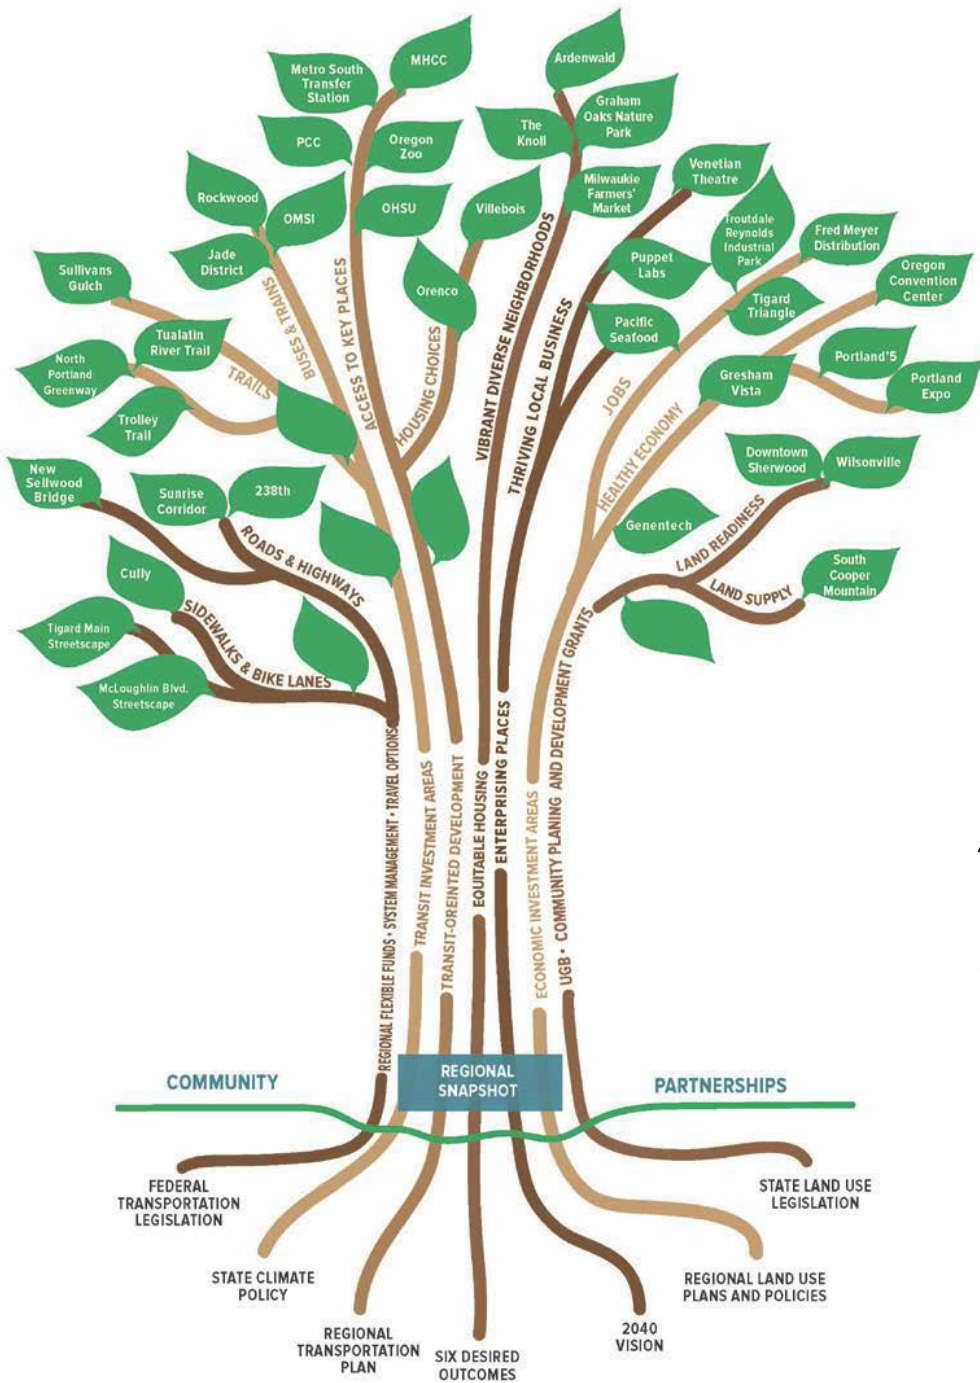 MHCC
Metro South
Transfer
Station
PCC
Oregon
Zoo
OHSU
Rockwood
OMSI
Jade
District
Villebois
Orenco
Ardenwald
Graham
Oaks Nature
Park
The
Knoll
Milwaukie
Farmers'
Market
Venetian
Theatre
Puppet
Labs
Pacific
Seafood
Troutdale
Reynolds
Industrial
Park
Fred Meyer
Distribution
Tigard
Triangle
Oregon
Convention
Center
Gresham
Vista
Portland'5
Portland
Expo
Sullivans
Gulch
Tualatin
River Trail
North
Portland
Greenway
Trolley
Trail
New
Sellwood
Bridge
Sunrise
Corridor
238th
Cully
Tigard Main
Streetscape
McLoughlin Blvd.
Streetscape
Downtown
Sherwood
Wilsonville
Genentech
South
Cooper
Mountain
TRAILS
BUSES & TRAINS
ACCESS TO KEY PLACES
HOUSING CHOICES
VIBRANT DIVERSE NEIGHBORHOODS
THRIVING LOCAL BUSINESS
JOBS
HEALTHY ECONOMY
LAND READINESS
LAND SUPPLY
ROADS & HIGHWAYS
SIDEWALKS & BIKE LANES
REGIONAL FLEXIBLE FUNDS • SYSTEM MANAGEMENT • TRAVEL OPTIONS
TRANSIT INVESTMENT AREAS
TRANSIT-OREINTED DEVELOPMENT
EQUITABLE HOUSING
ENTERPRISING PLACES
ECONOMIC INVESTMENT AREAS
UGB • COMMUNITY PLANING AND DEVELOPMENT GRANTS
REGIONAL
SNAPSHOT
COMMUNITY
PARTNERSHIPS
FEDERAL
TRANSPORTATION
LEGISLATION
STATE CLIMATE
POLICY
REGIONAL
TRANSPORTATION
PLAN
SIX DESIRED
OUTCOMES
2040
VISION
REGIONAL LAND USE
PLANS AND POLICIES
STATE LAND USE
LEGISLATION